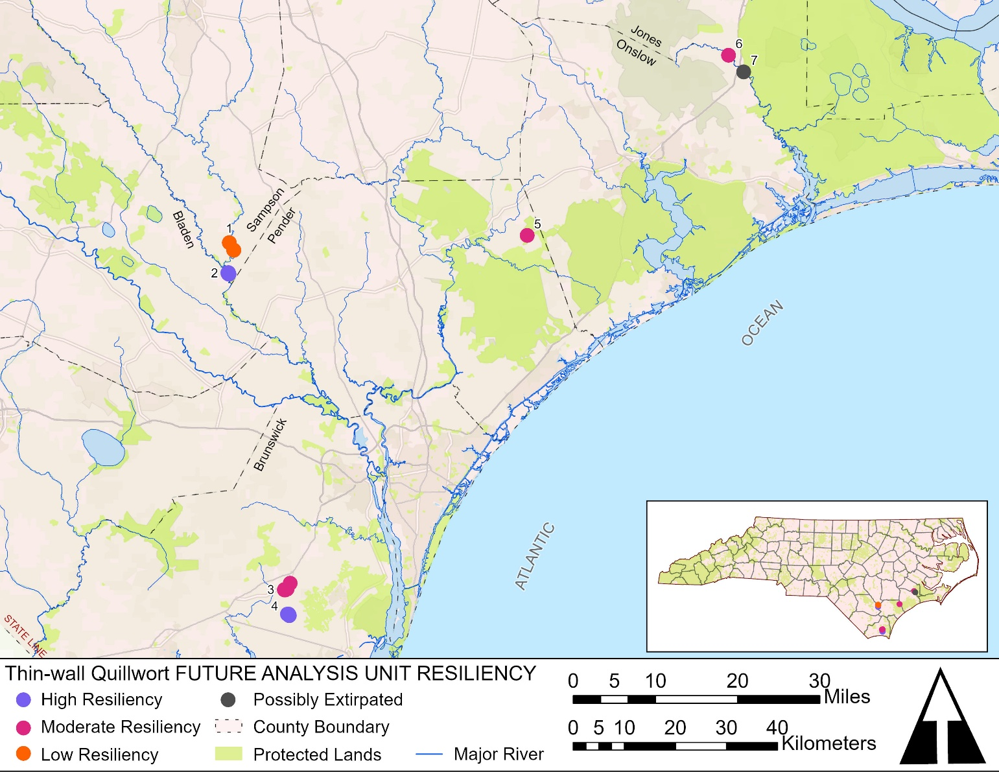 Jones
Onslow
6
7
Sampson
Pender
Bladen
1
2
5
OCEAN
Brunswick
ATLANTIC
3
4
STATE LINE
Thin-wall Quillwort FUTURE ANALYSIS UNIT RESILIENCY
High Resiliency
Moderate Resiliency
Low Resiliency
Possibly Extirpated
County Boundary
Protected Lands
Major River
0 5 10 20 30 Miles
0 5 10 20 30 40 Kilometers